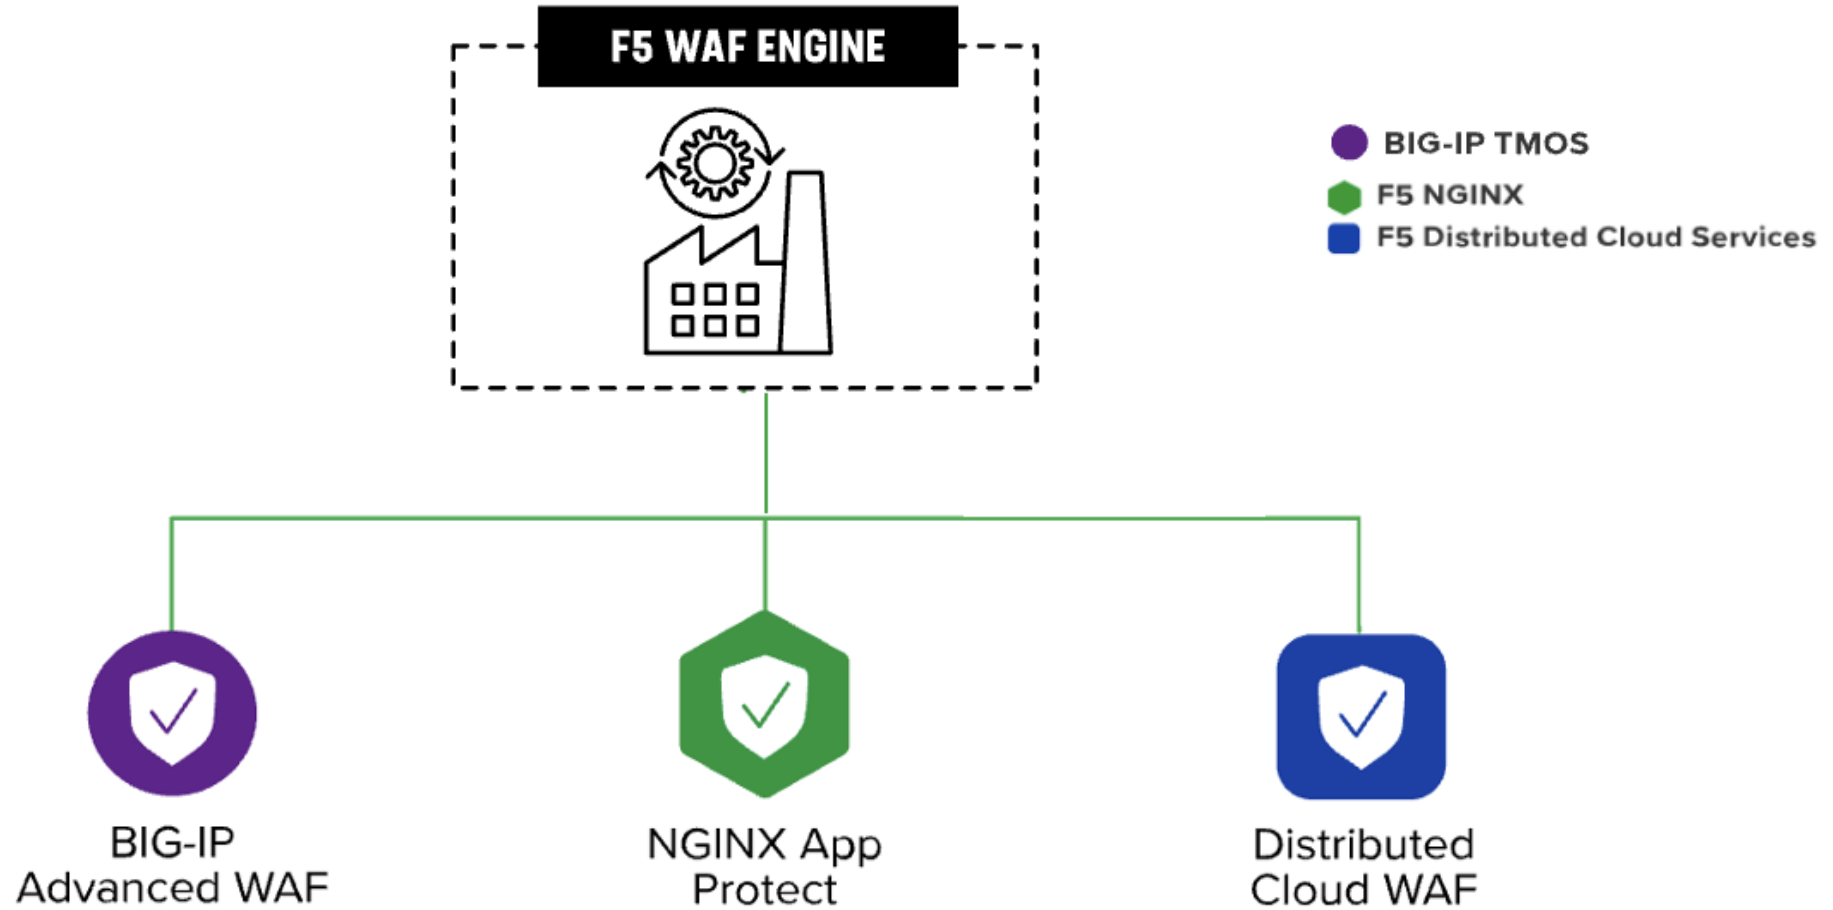 F5 WAF ENGINE
BIG-IP TMOS
F5 NGINX
F5 Distributed Cloud Services
BIG-IP
Advanced WAF
NGINX App
Protect
Distributed
Cloud WAF